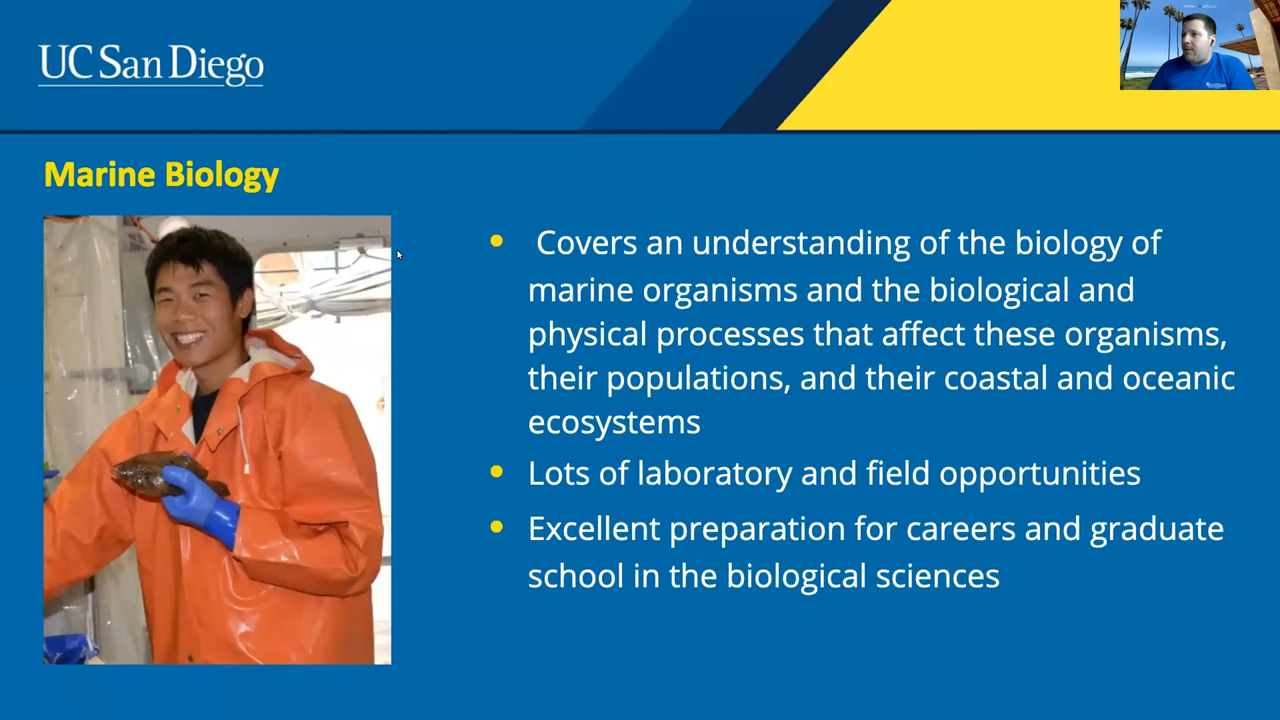 UC San Diego
Marine Biology
Covers an understanding of the biology of
marine organisms and the biological and
physical processes that affect these organisms,
their populations, and their coastal and oceanic
ecosystems
Lots of laboratory and field opportunities
Excellent preparation for careers and graduate
school in the biological sciences